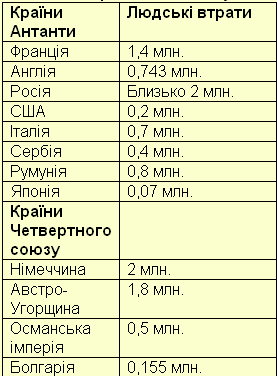 Країни Людські втрати
Антанти
Франція 1,4 млн.
Англія 0,743 млн.
Росія Близько 2 млн.
США 0,2 млн.
Італія 0,7 млн.
Сербія 0,4 млн.
Румунія 0,8 млн.
Японія 0,07 млн.
Країни
Четвертного
союзу
Німеччина 2 млн.
Австро- 1,8 млн.
Угорщина
Османська 0,5 млн.
імперія
Болгарія 0,155 млн.